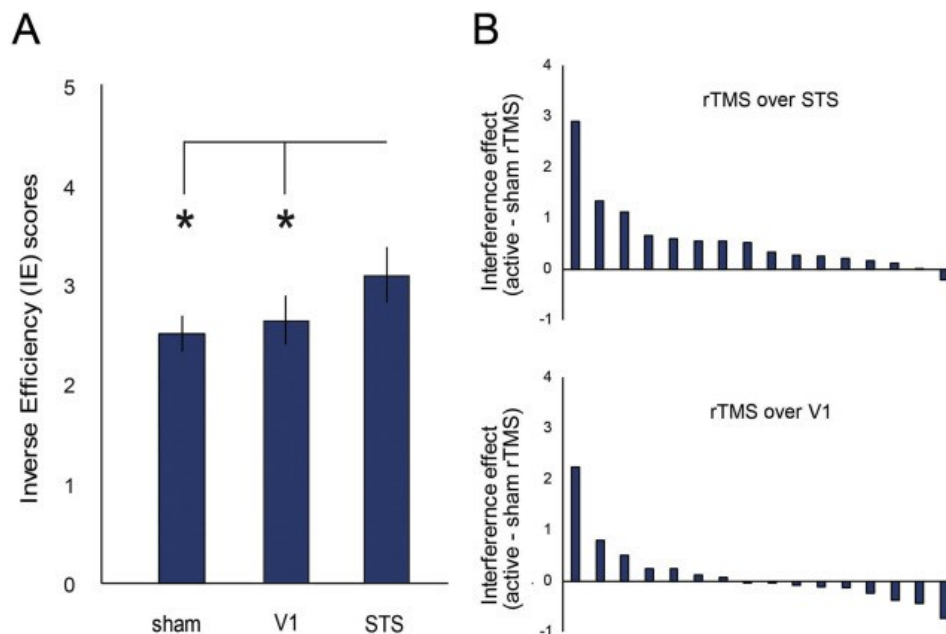 A
B
Inverse Efficiency (IE) scores
5
4
3
2
1
0
* *
sham V1 STS
Interferernce effect
(active - sham rTMS)
rTMS over STS
4
3
2
1
0
-1
Interferernce effect
(active - sham rTMS)
rTMS over V1
4
3
2
1
0
-1